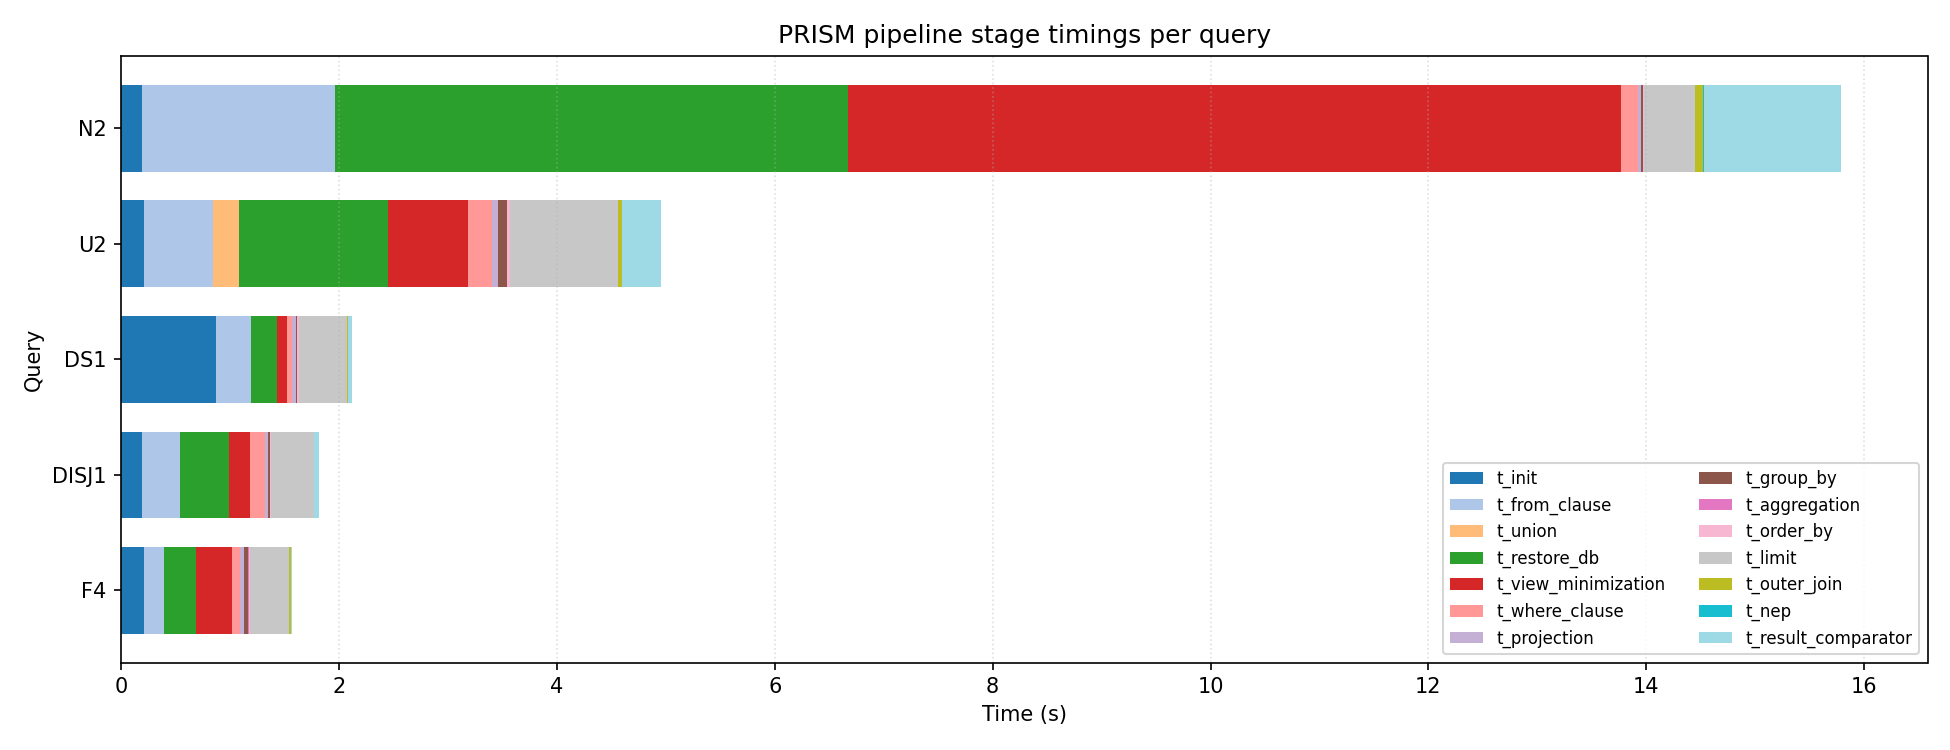 PRISM pipeline stage timings per query
Query
N2
U2
DS1
DISJ1
F4
t_init
t_from_clause
t_union
t_restore_db
t_view_minimization
t_where_clause
t_projection
t_group_by
t_aggregation
t_order_by
t_limit
t_outer_join
t_nep
t_result_comparator
0 2 4 6 8 10 12 14 16
Time (s)